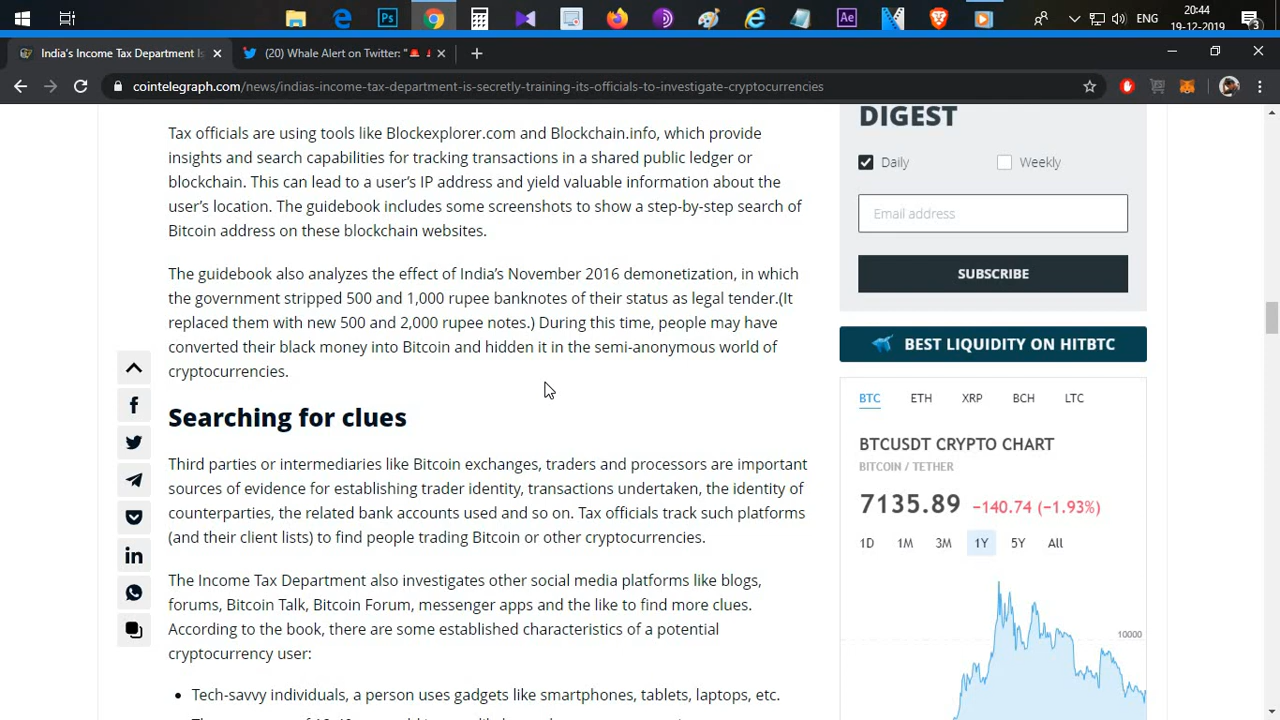 20:44
ENG
19-12-2019
3
India's Income Tax Department Is
(20) Whale Alert on Twitter: "
cointelegraph.com/news/indias-income-tax-department-is-secretly-training-its-officials-to-investigate-cryptocurrencies
Tax officials are using tools like Blockexplorer.com and Blockchain.info, which provide
insights and search capabilities for tracking transactions in a shared public ledger or
blockchain. This can lead to a user's IP address and yield valuable information about the
user's location. The guidebook includes some screenshots to show a step-by-step search of
Bitcoin address on these blockchain websites.
The guidebook also analyzes the effect of India's November 2016 demonetization, in which
the government stripped 500 and 1,000 rupee banknotes of their status as legal tender.(It
replaced them with new 500 and 2,000 rupee notes.) During this time, people may have
converted their black money into Bitcoin and hidden it in the semi-anonymous world of
cryptocurrencies.
Searching for clues
Third parties or intermediaries like Bitcoin exchanges, traders and processors are important
sources of evidence for establishing trader identity, transactions undertaken, the identity of
counterparties, the related bank accounts used and so on. Tax officials track such platforms
(and their client lists) to find people trading Bitcoin or other cryptocurrencies.
The Income Tax Department also investigates other social media platforms like blogs,
forums, Bitcoin Talk, Bitcoin Forum, messenger apps and the like to find more clues.
According to the book, there are some established characteristics of a potential
cryptocurrency user:
• Tech-savvy individuals, a person uses gadgets like smartphones, tablets, laptops, etc.
DIGEST
Daily
Weekly
Email address
SUBSCRIBE
BEST LIQUIDITY ON HITBTC
BTC ETH XRP BCH LTC
BTCUSDT CRYPTO CHART
BITCOIN / TETHER
7135.89 −140.74 (−1.93%)
1D 1M 3M 1Y 5Y All
10000